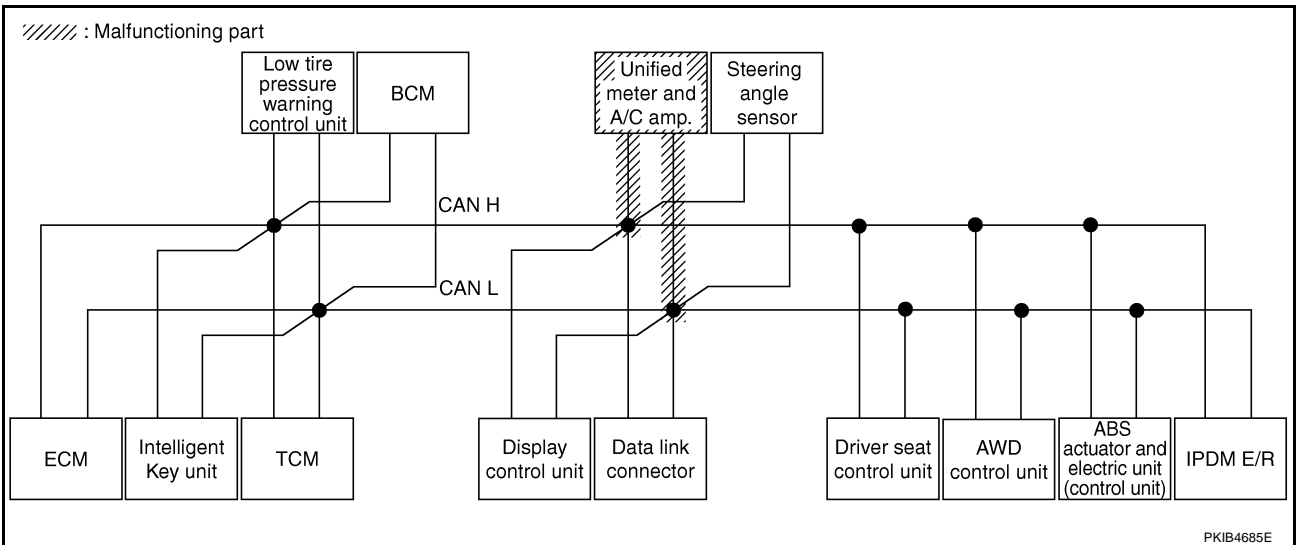 : Malfunctioning part
Low tire
pressure
warning
control unit
BCM
Unified
meter and
A/C amp.
Steering
angle
sensor
CAN H
CAN L
ECM
Intelligent
Key unit
TCM
Display
control unit
Data link
connector
Driver seat
control unit
AWD
control unit
ABS
actuator and
electric unit
(control unit)
IPDM E/R
PKIB4685E